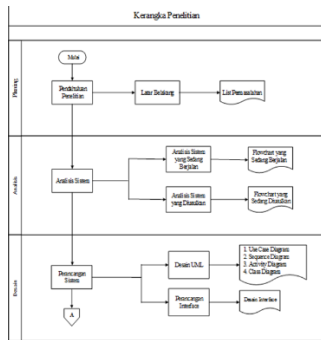 Kerangka Penelitian
Planning
Mulai
Pendahuluan
Penelitian
Latar Belakang
List Permasalahan
Analisis
Analisis Sistem
Analisis Sistem
yang Sedang
Berjalan
Flowchart yang
Sedang Berjalan
Analisis Sistem
yang Diusulkan
Flowchart yang
Sedang Diusulkan
Desain
Perancangan
Sistem
Desain UML
1. Use Case Diagram
2. Sequence Diagram
3. Activity Diagram
4. Class Diagram
Perancangan
Interface
Desain Interface
A